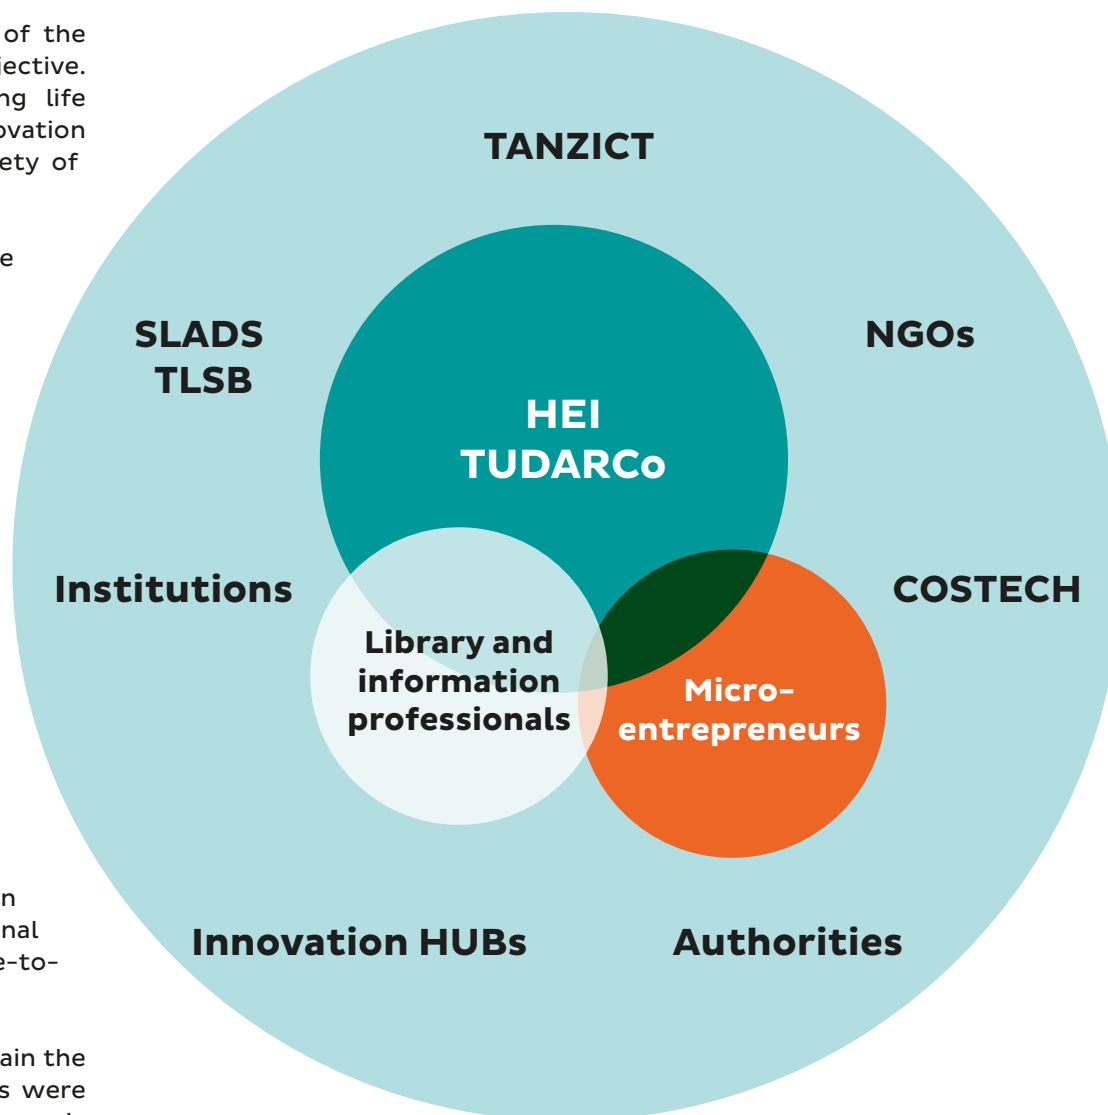 of the
jective.
ng life
ovation
ety of
e
n
nal
e-to-
ain the
s were
TANZICT
SLADS
TLSB
NGOs
HEI
TUDARCo
Institutions
COSTECH
Library and
information
professionals
Micro-
entrepreneurs
Innovation HUBs
Authorities